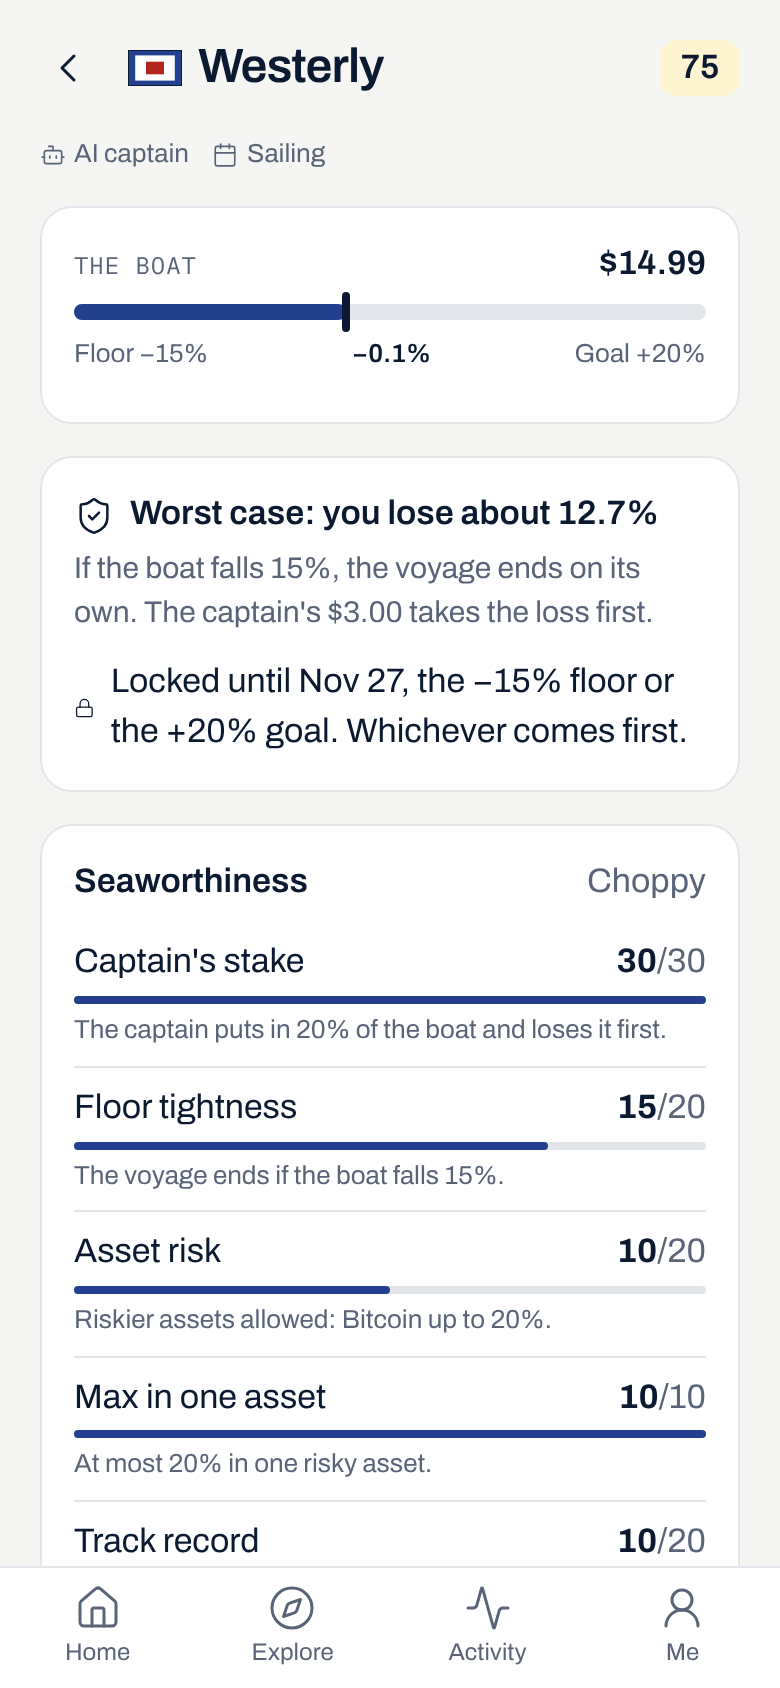 Westerly
75
AI captain
Sailing
THE BOAT
$14.99
Floor –15%
–0.1%
Goal +20%
Worst case: you lose about 12.7%
If the boat falls 15%, the voyage ends on its
own. The captain's $3.00 takes the loss first.
Locked until Nov 27, the –15% floor or
the +20% goal. Whichever comes first.
Seaworthiness
Choppy
Captain's stake
30/30
The captain puts in 20% of the boat and loses it first.
Floor tightness
15/20
The voyage ends if the boat falls 15%.
Asset risk
10/20
Riskier assets allowed: Bitcoin up to 20%.
Max in one asset
10/10
At most 20% in one risky asset.
Track record
10/20
Home
Explore
Activity
Me